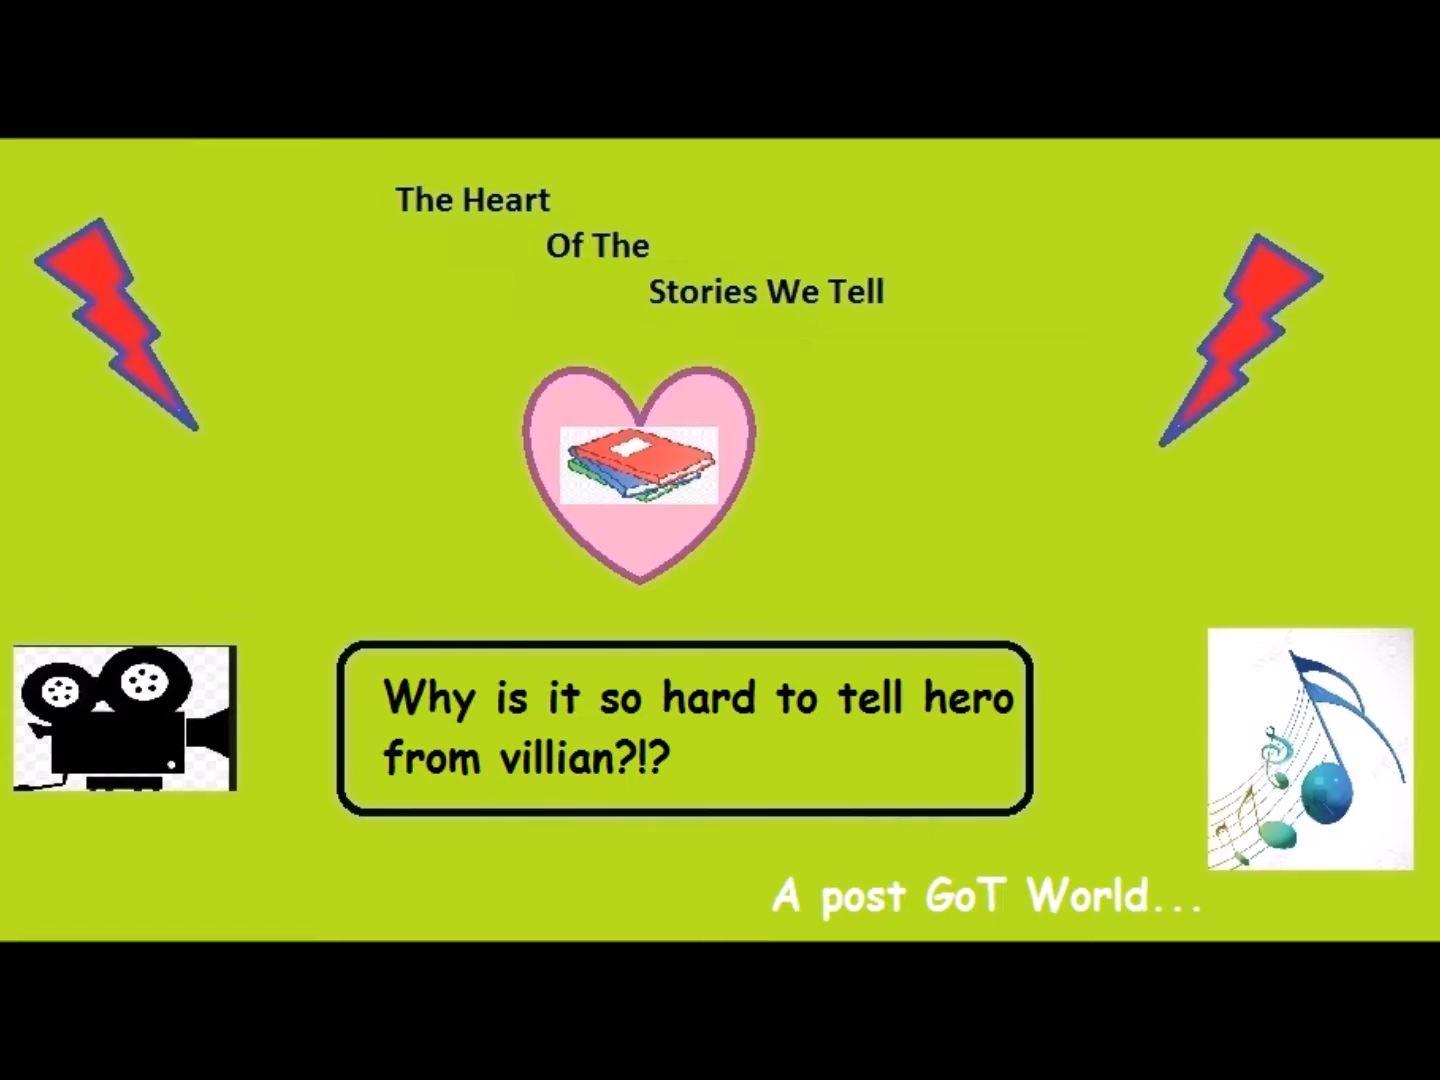 The Heart
Of The
Stories We Tell
Why is it so hard to tell hero
from villian?!?
A post GoT World...